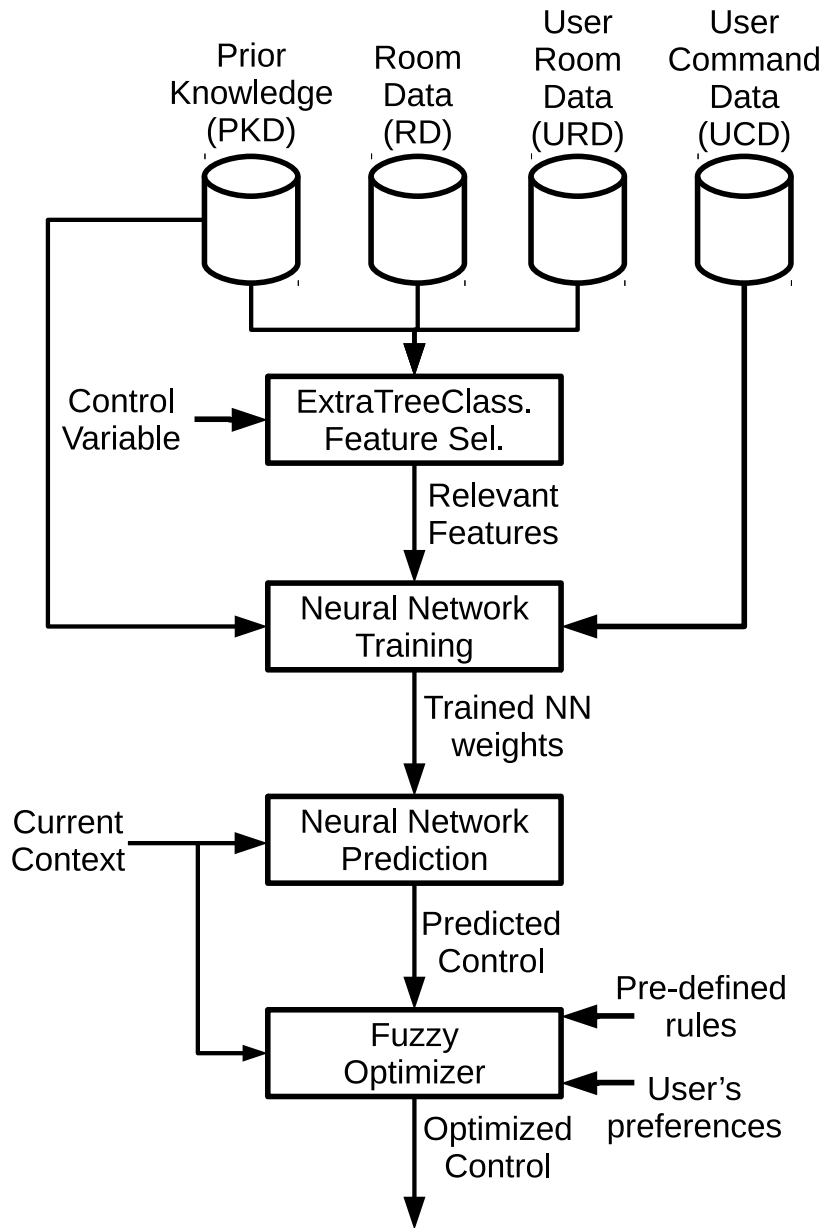 Prior
Knowledge
(PKD)
Room
Data
(RD)
User
Room
Data
(URD)
User
Command
Data
(UCD)
Control
Variable
ExtraTreeClass.
Feature Sel.
Relevant
Features
Neural Network
Training
Trained NN
weights
Current
Context
Neural Network
Prediction
Predicted
Control
Pre-defined
rules
Fuzzy
Optimizer
User's
preferences
Optimized
Control